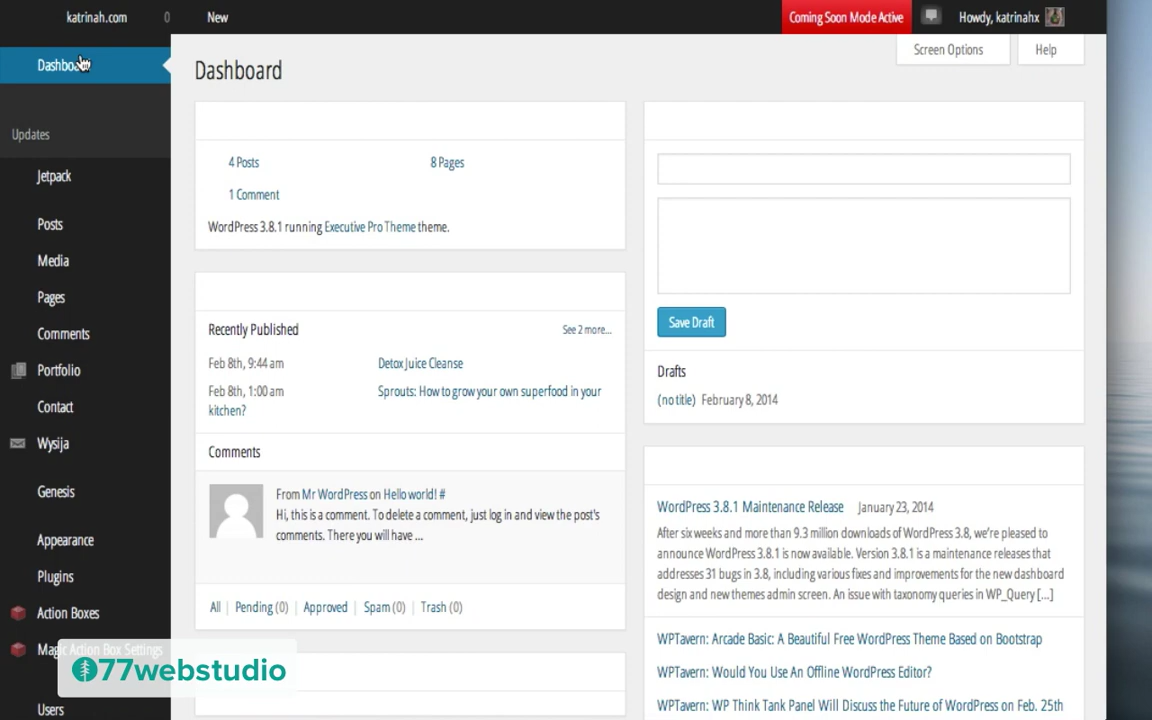 katrinah.com 0 New Coming Soon Mode Active Howdy, katrinahx
Screen Options Help
Dashboard
Updates
Jetpack
Posts
Media
Pages
Comments
Portfolio
Contact
Wysija
Genesis
Appearance
Plugins
Action Boxes
Magic Action Box Settings
Users
77webstudio
Dashboard
4 Posts 8 Pages
1 Comment
WordPress 3.8.1 running Executive Pro Theme theme.
Recently Published See 2 more...
Feb 8th, 9:44 am Detox Juice Cleanse
Feb 8th, 1:00 am Sprouts: How to grow your own superfood in your
kitchen?
Comments
From Mr WordPress on Hello world! #
Hi, this is a comment. To delete a comment, just log in and view the post's
comments. There you will have ...
All | Pending (0) | Approved | Spam (0) | Trash (0)
Save Draft
Drafts
(no title) February 8, 2014
WordPress 3.8.1 Maintenance Release January 23, 2014
After six weeks and more than 9.3 million downloads of WordPress 3.8, we're pleased to
announce WordPress 3.8.1 is now available. Version 3.8.1 is a maintenance releases that
addresses 31 bugs in 3.8, including various fixes and improvements for the new dashboard
design and new themes admin screen. An issue with taxonomy queries in WP_Query [...]
WPTavern: Arcade Basic: A Beautiful Free WordPress Theme Based on Bootstrap
WPTavern: Would You Use An Offline WordPress Editor?
WPTavern: WP Think Tank Panel Will Discuss the Future of WordPress on Feb. 25th